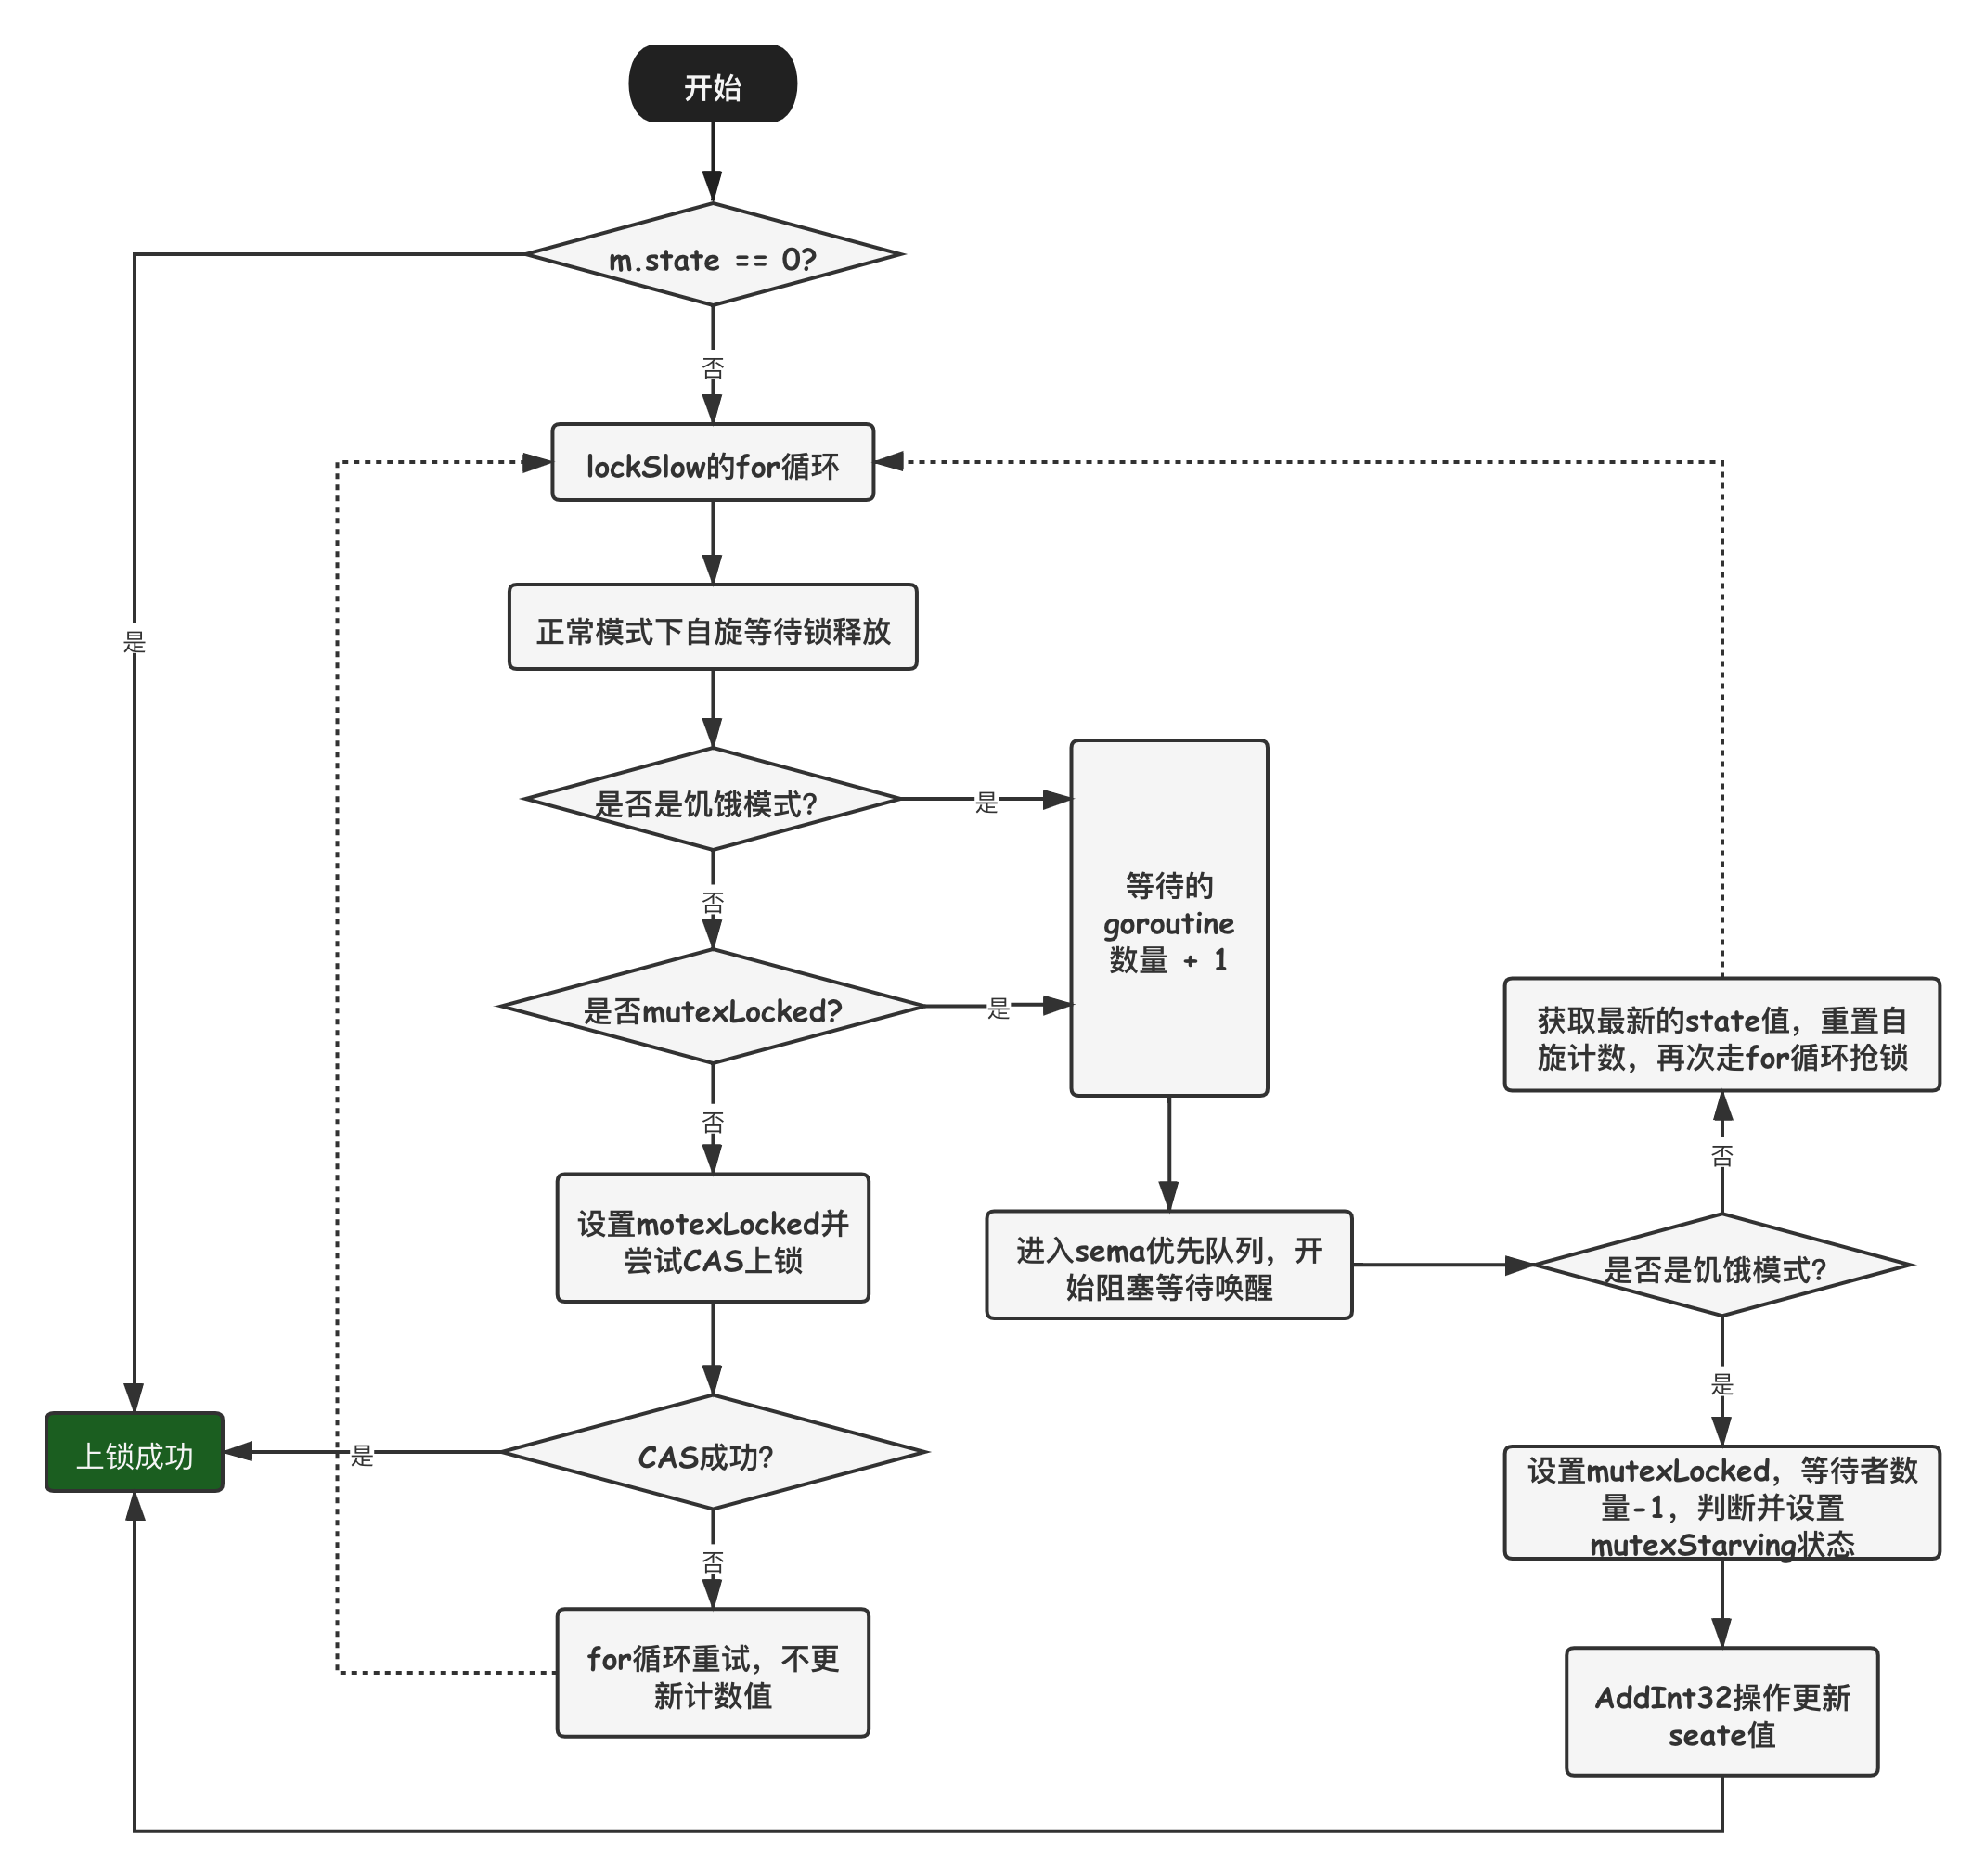 开始
m.state == 0?
否
lockSlow的for循环
正常模式下自旋等待锁释放
是
是否是饥饿模式?
是
等待的
goroutine
数量 + 1
否
是否mutexLocked?
是
获取最新的state值，重置自
旋计数，再次走for循环抢锁
否
否
设置motexLocked并
尝试CAS上锁
进入sema优先队列，开
始阻塞等待唤醒
是否是饥饿模式?
是
上锁成功
是
CAS成功?
设置mutexLocked，等待者数
量-1，判断并设置
mutexStarving状态
否
for循环重试，不更
新计数值
AddInt32操作更新
seate值